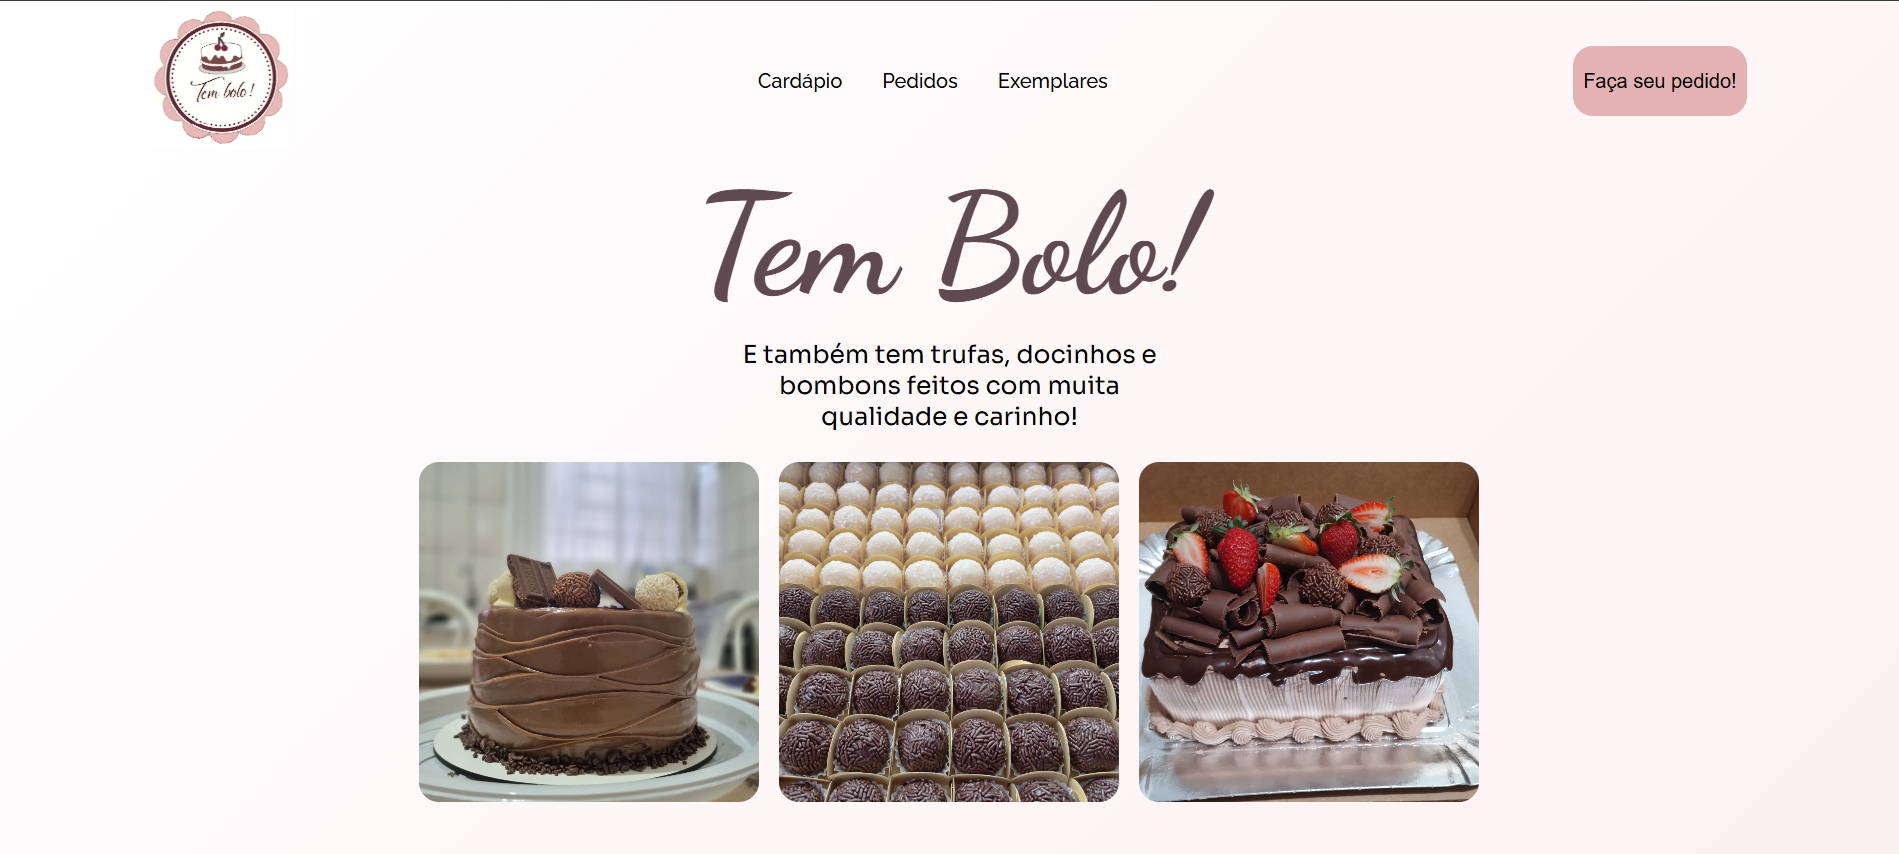 Tem bolo!
Cardápio Pedidos Exemplares
Faça seu pedido!
Tem Bolo!
E também tem trufas, docinhos e
bombons feitos com muita
qualidade e carinho!